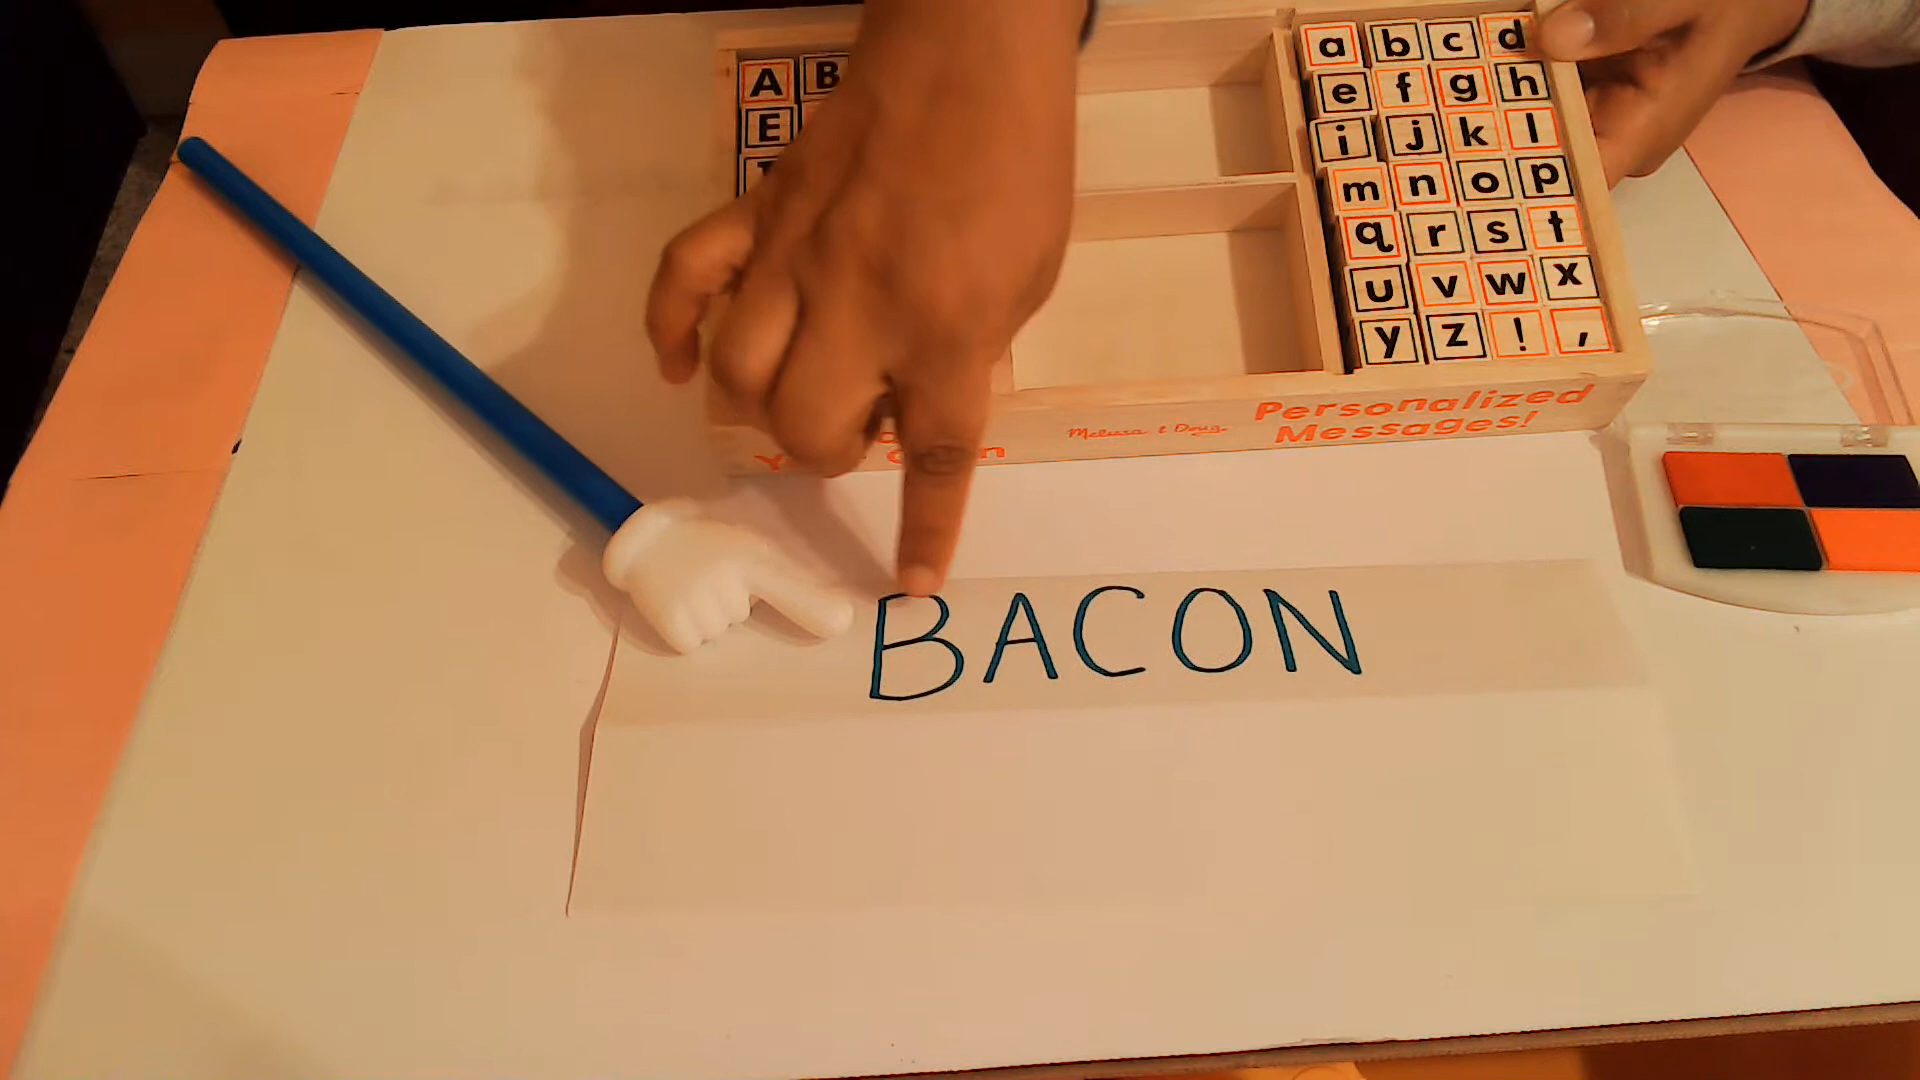 A B
E
a b c d
e f g h
i j k l
m n o p
q r s t
u v w x
y z ! ,
Melissa & Doug
Personalized
Messages!
BACON